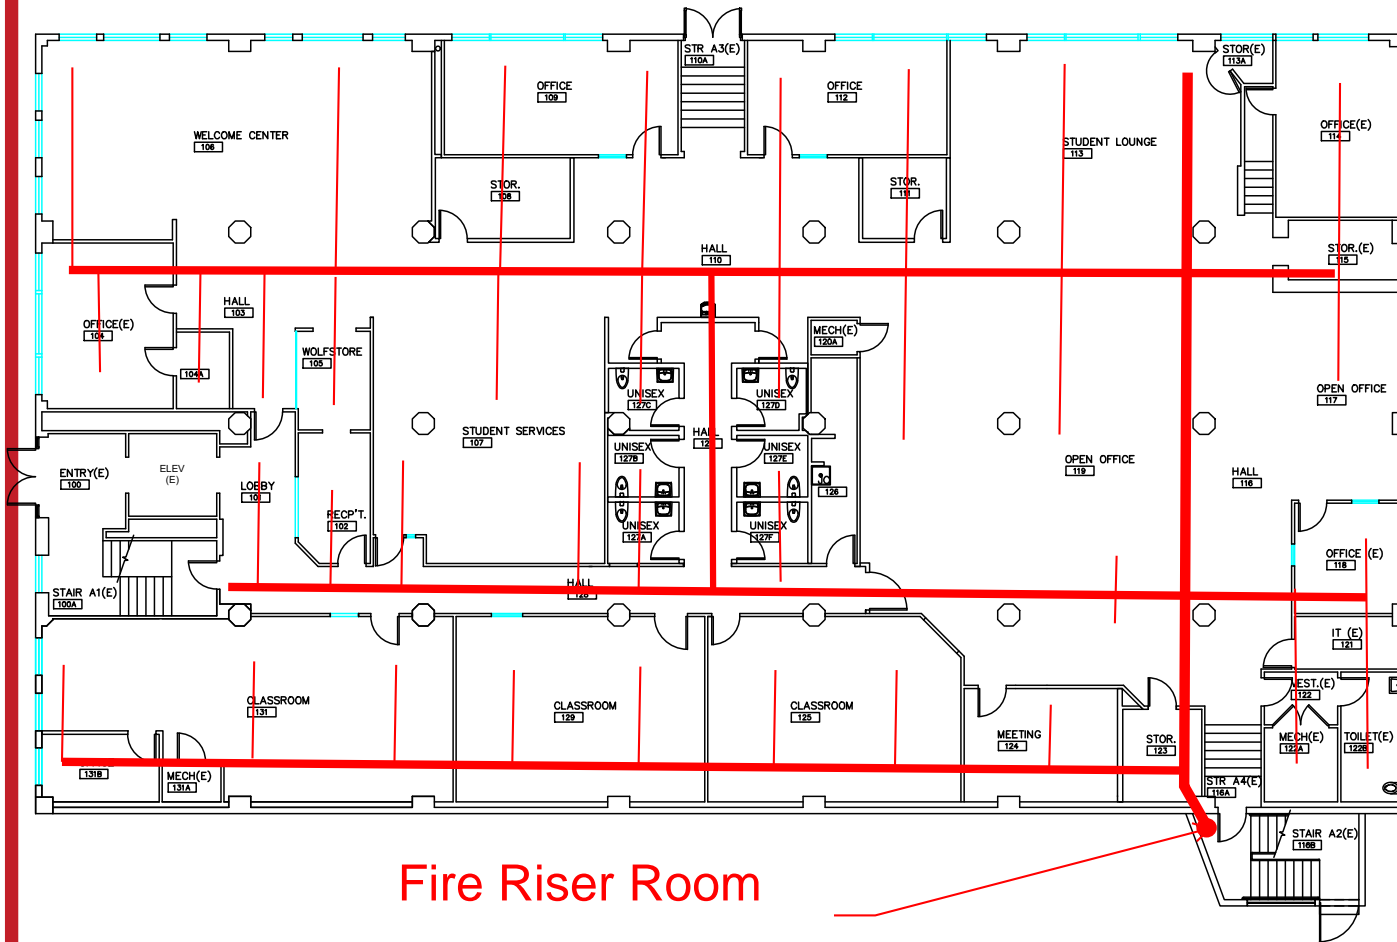 STR A3(E)
110A
STOR(E)
113A
OFFICE
109
OFFICE
112
OFFICE(E)
114
WELCOME CENTER
106
STUDENT LOUNGE
113
STOR.
108
STOR.
111
HALL
110
STOR.(E)
115
HALL
103
OFFICE(E)
104
MECH(E)
120A
WOLFSTORE
105
104A
OPEN OFFICE
117
UNISEX
127C
UNISEX
127D
STUDENT SERVICES
107
HALL
UNISEX
127B
UNISEX
127E
ENTRY(E)
100
ELEV
(E)
OPEN OFFICE
119
HALL
116
LOBBY
101
126
RECP'T.
102
UNISEX
127A
UNISEX
127F
OFFICE (E)
118
STAIR A1(E)
100A
HALL
128
IT (E)
121
VEST.(E)
122
CLASSROOM
131
CLASSROOM
129
CLASSROOM
125
MEETING
124
STOR.
123
MECH(E)
122A
TOILET(E)
122B
131B
MECH(E)
131A
STR A4(E)
116A
STAIR A2(E)
116B
Fire Riser Room